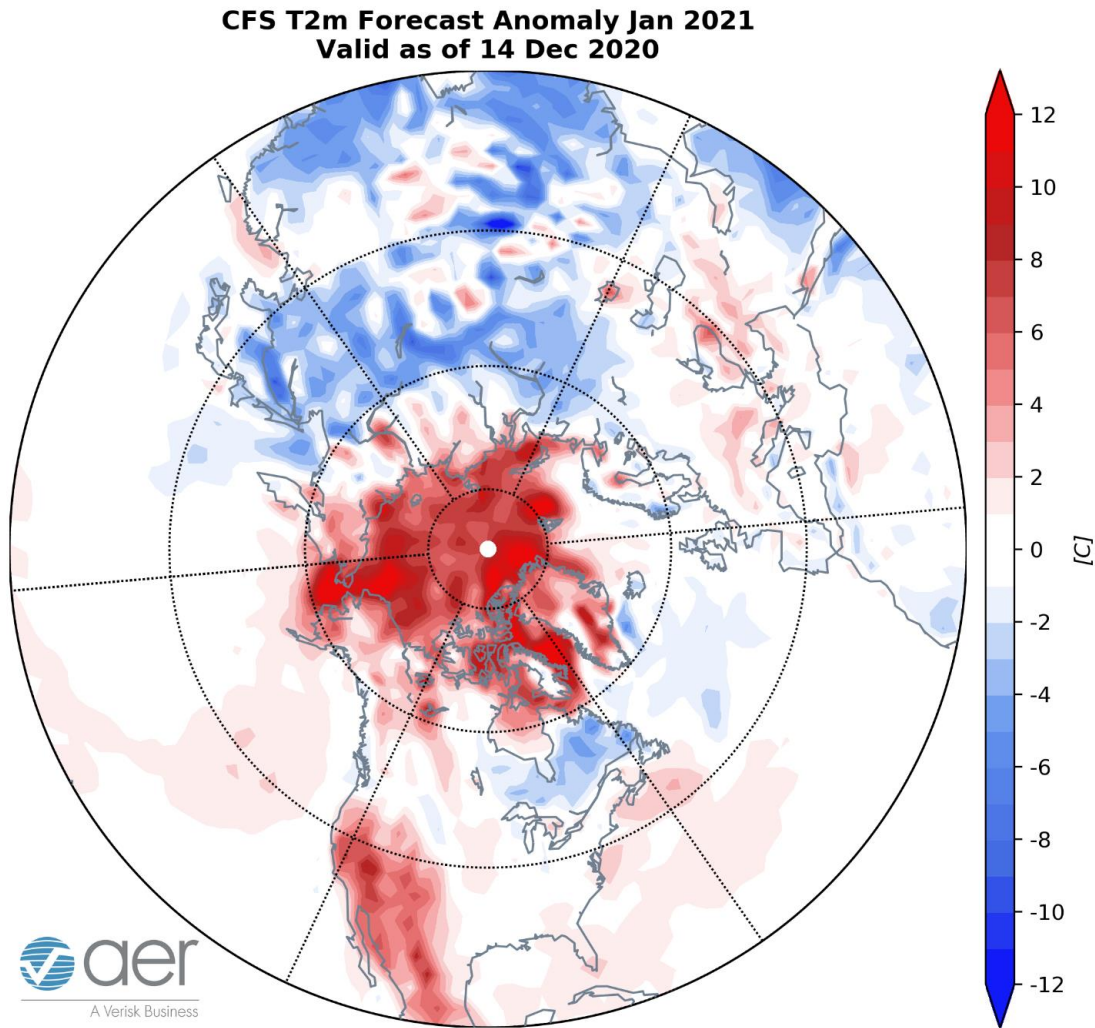 CFS T2m Forecast Anomaly Jan 2021
Valid as of 14 Dec 2020
12
10
8
6
4
2
0
-2
-4
-6
-8
-10
-12
[C]
aer
A Verisk Business